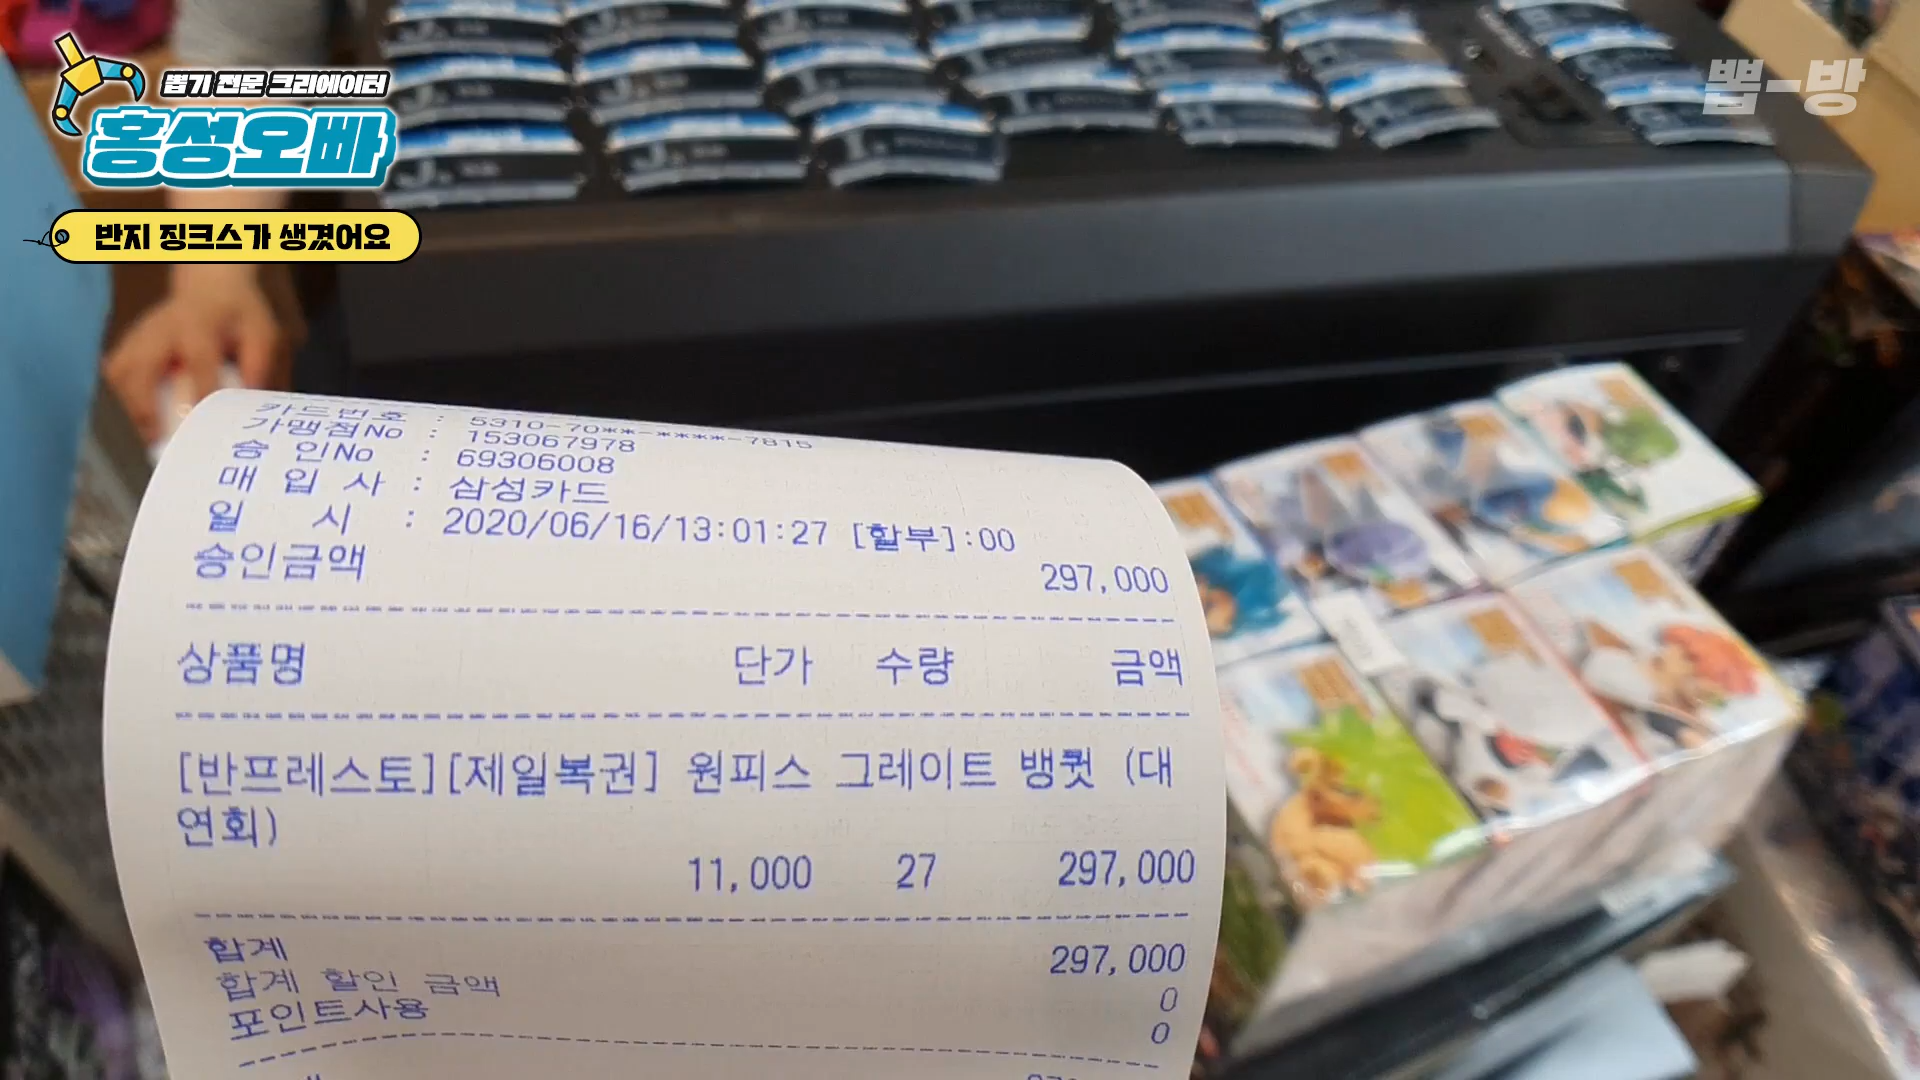 뽑기 전문 크리에이터
홍성오빠
반지 징크스가 생겼어요
뽑-방
카드번호 : 5310-70**-****-7815
가맹점No : 153067978
승 인No : 69306008
매 입 사 : 삼성카드
일 시 : 2020/06/16/13:01:27 [할부]:00
승인금액
297,000
상품명 단가 수량 금액
[반프레스토][제일복권] 원피스 그레이트 뱅큇 (대
연회)
11,000 27 297,000
합계 297,000
합계 할인 금액 0
포인트사용 0